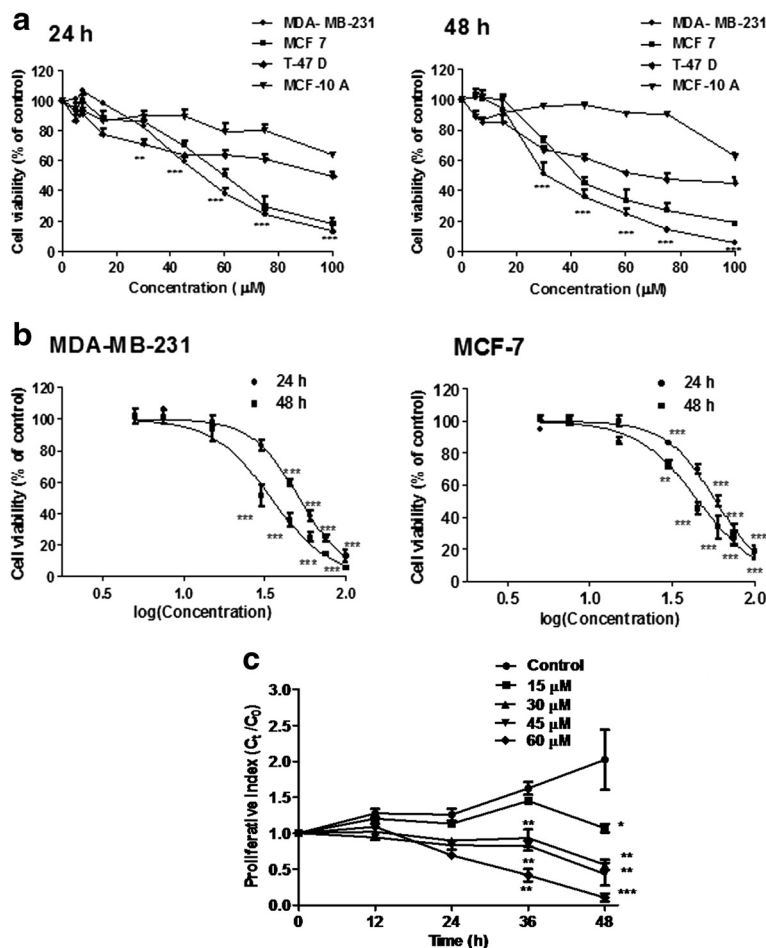 a
24 h
MDA- MB-231
MCF 7
T-47 D
MCF-10 A
Cell viability (% of control)
120
100
80
60
40
20
0
** *** *** *** ***
0 20 40 60 80 100
Concentration ( µM)
48 h
MDA- MB-231
MCF 7
T-47 D
MCF-10 A
Cell viability (% of control)
120
100
80
60
40
20
0
*** *** *** *** ***
0 20 40 60 80 100
Concentration (µM)
b
MDA-MB-231
24 h
48 h
Cell viability (% of control)
120
100
80
60
40
20
0
*** *** *** ***
*** *** *** ***
0.5 1.0 1.5 2.0
log(Concentration)
MCF-7
24 h
48 h
Cell viability (% of control)
120
100
80
60
40
20
0
*** *** *** ***
** *** *** *** ***
0.5 1.0 1.5 2.0
log(Concentration)
c
Control
15 µM
30 µM
45 µM
60 µM
Proliferative Index (Ct /C0)
3.0
2.5
2.0
1.5
1.0
0.5
0.0
**
**
**
*
**
**
***
0 12 24 36 48
Time (h)